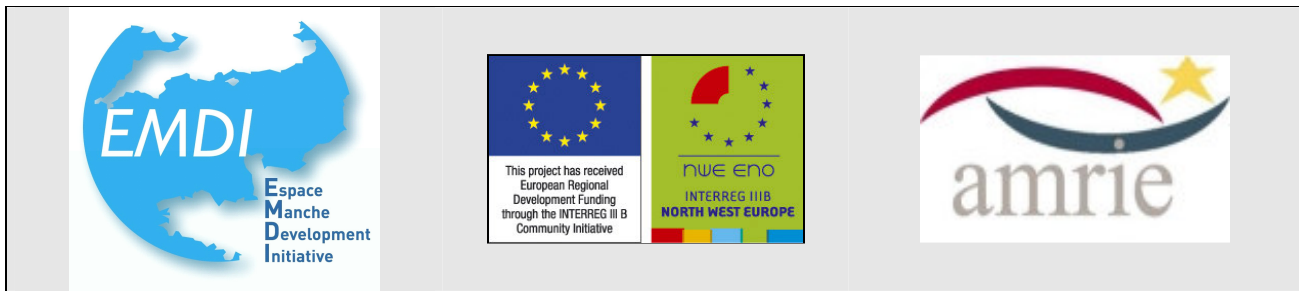 EMDI
Espace
Manche
Development
Initiative
This project has received
European Regional
Development Funding
through the INTERREG III B
Community Initiative
NWE ENO
INTERREG IIIB
NORTH WEST EUROPE
amrie